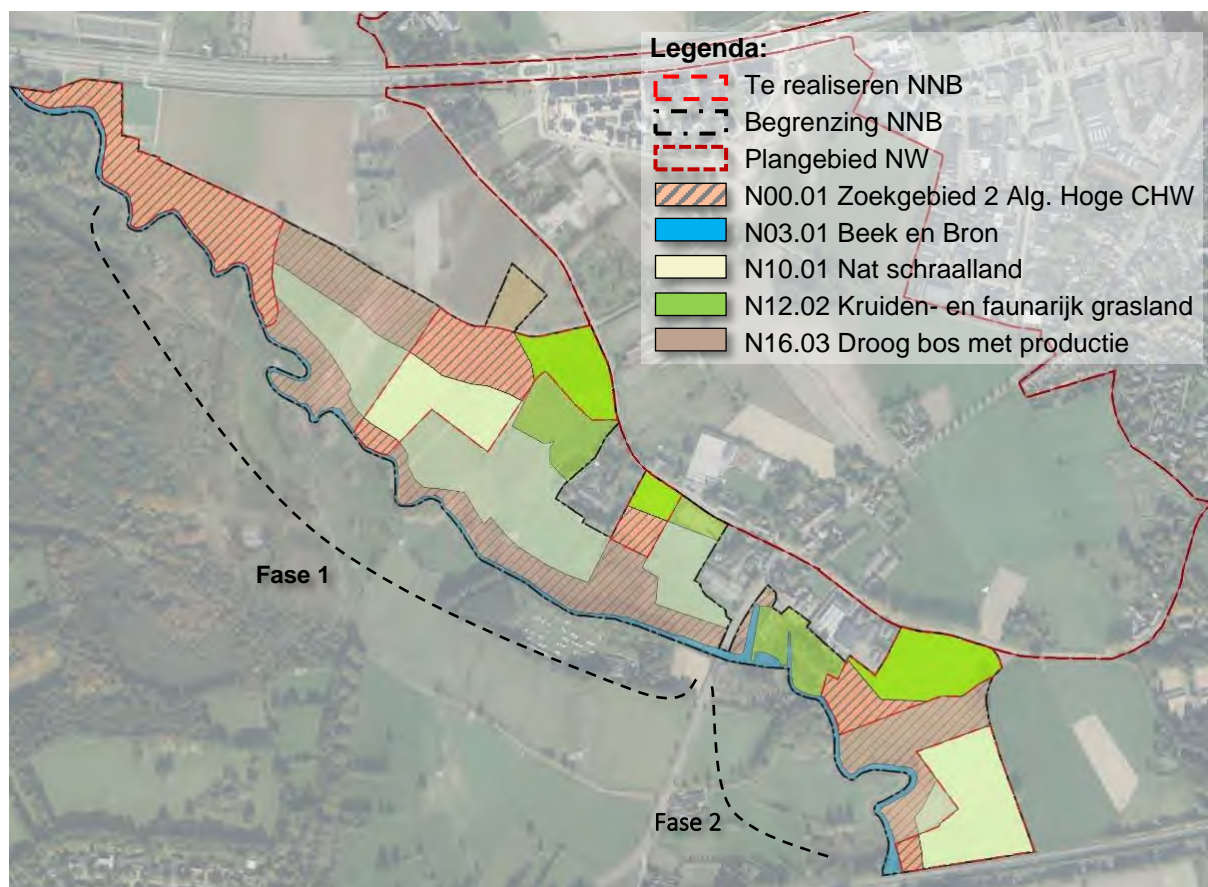 Legenda:
Te realiseren NNB
Begrenzing NNB
Plangebied NW
N00.01 Zoekgebied 2 Alg. Hoge CHW
N03.01 Beek en Bron
N10.01 Nat schraalland
N12.02 Kruiden- en faunarijk grasland
N16.03 Droog bos met productie
Fase 1
Fase 2